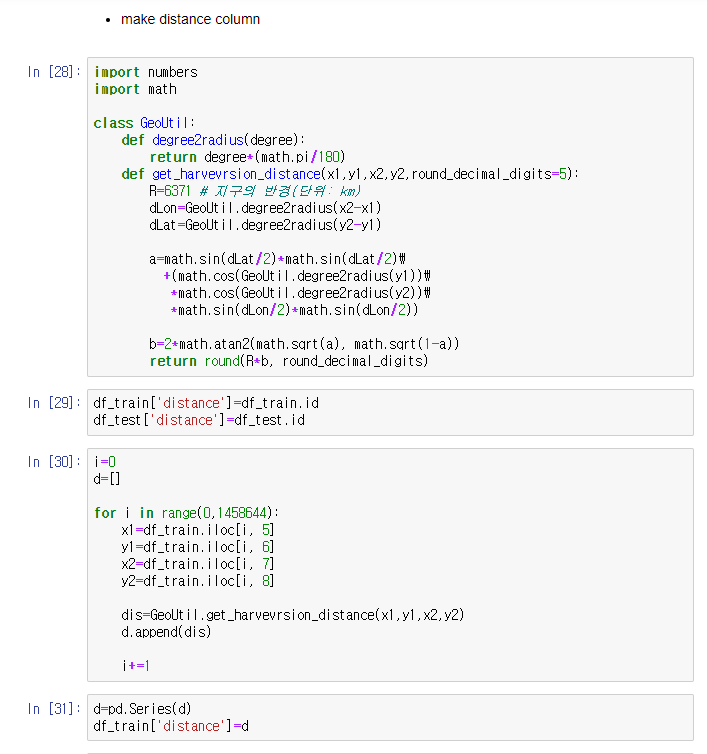 • make distance column
In [28]: import numbers
import math
class GeoUtil:
def degree2radius(degree):
return degree*(math.pi/180)
def get_harvevrsion_distance(x1,y1,x2,y2,round_decimal_digits=5):
R=6371 # 지구의 반경(단위: km)
dLon=GeoUtil.degree2radius(x2-x1)
dLat=GeoUtil.degree2radius(y2-y1)
a=math.sin(dLat/2)*math.sin(dLat/2)₩
+(math.cos(GeoUtil.degree2radius(y1))₩
*math.cos(GeoUtil.degree2radius(y2))₩
*math.sin(dLon/2)*math.sin(dLon/2))
b=2*math.atan2(math.sqrt(a), math.sqrt(1-a))
return round(R*b, round_decimal_digits)
In [29]: df_train['distance']=df_train.id
df_test['distance']=df_test.id
In [30]: i=0
d=[]
for i in range(0,1458644):
x1=df_train.iloc[i, 5]
y1=df_train.iloc[i, 6]
x2=df_train.iloc[i, 7]
y2=df_train.iloc[i, 8]
dis=GeoUtil.get_harvevrsion_distance(x1,y1,x2,y2)
d.append(dis)
i+=1
In [31]: d=pd.Series(d)
df_train['distance']=d